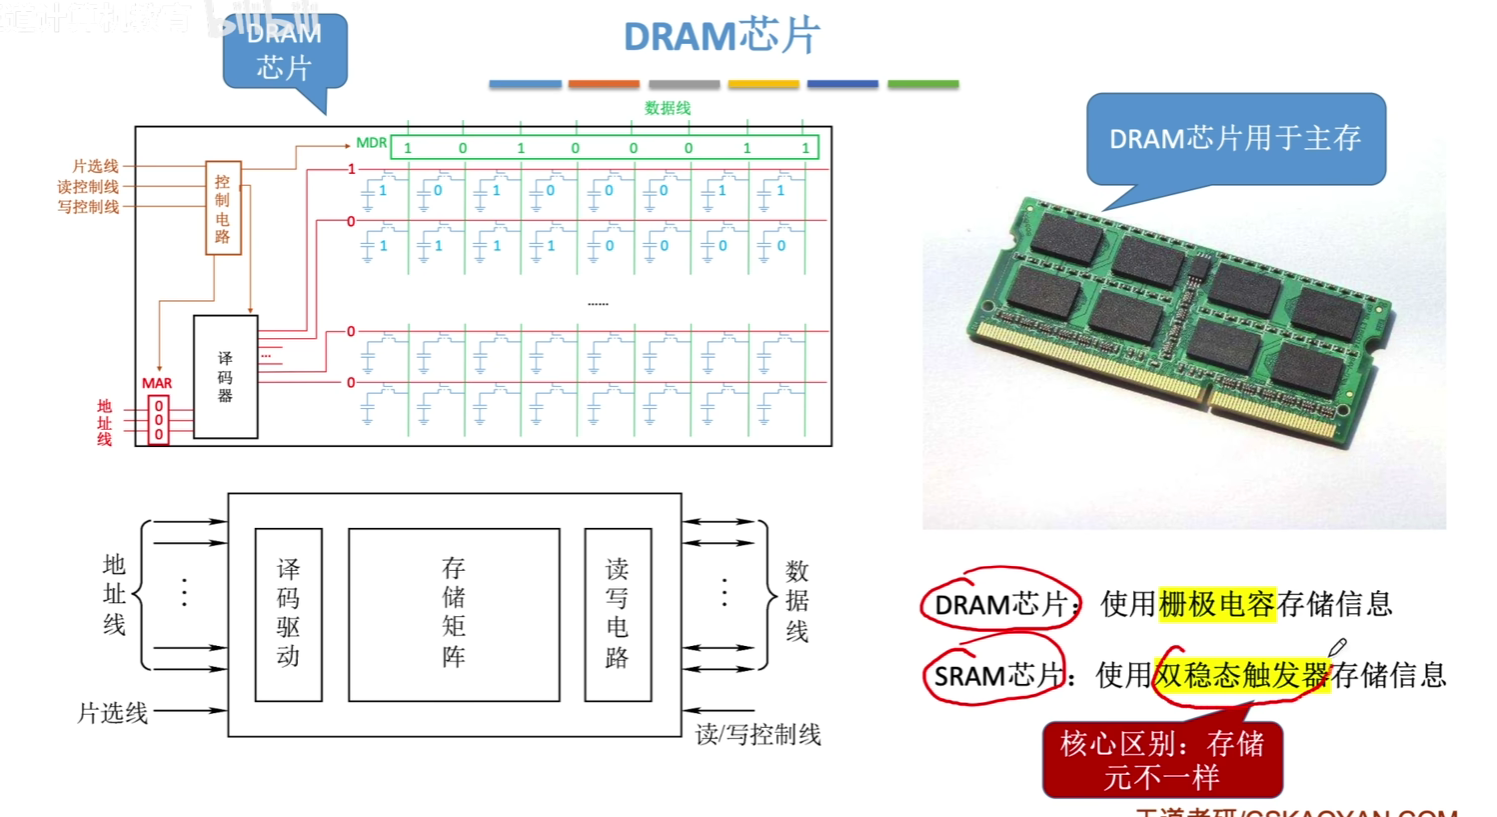 DRAM芯片
DRAM
芯片
数据线
DRAM芯片用于主存
MDR 1 0 1 0 0 0 1 1
片选线
读控制线
写控制线
控制电路
1
1 0 1 0 0 0 1 1
0
1 1 1 1 0 0 0 0
......
0
0
...
译码器
MAR
地址线
0
0
0
地址线
译码驱动
存储矩阵
读写电路
数据线
片选线
读/写控制线
DRAM芯片：使用栅极电容存储信息
SRAM芯片：使用双稳态触发器存储信息
核心区别：存储
元不一样